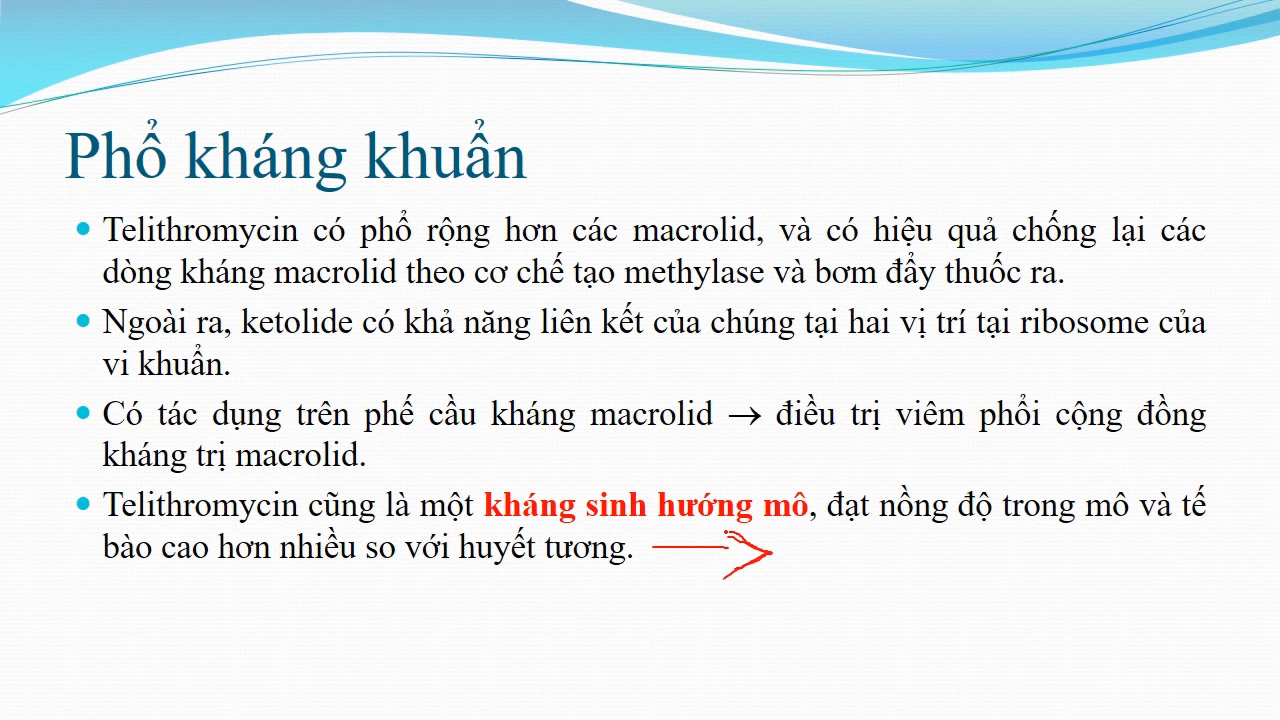 Phổ kháng khuẩn
• Telithromycin có phổ rộng hơn các macrolid, và có hiệu quả chống lại các
dòng kháng macrolid theo cơ chế tạo methylase và bơm đẩy thuốc ra.
• Ngoài ra, ketolide có khả năng liên kết của chúng tại hai vị trí tại ribosome của
vi khuẩn.
• Có tác dụng trên phế cầu kháng macrolid → điều trị viêm phổi cộng đồng
kháng trị macrolid.
• Telithromycin cũng là một kháng sinh hướng mô, đạt nồng độ trong mô và tế
bào cao hơn nhiều so với huyết tương.